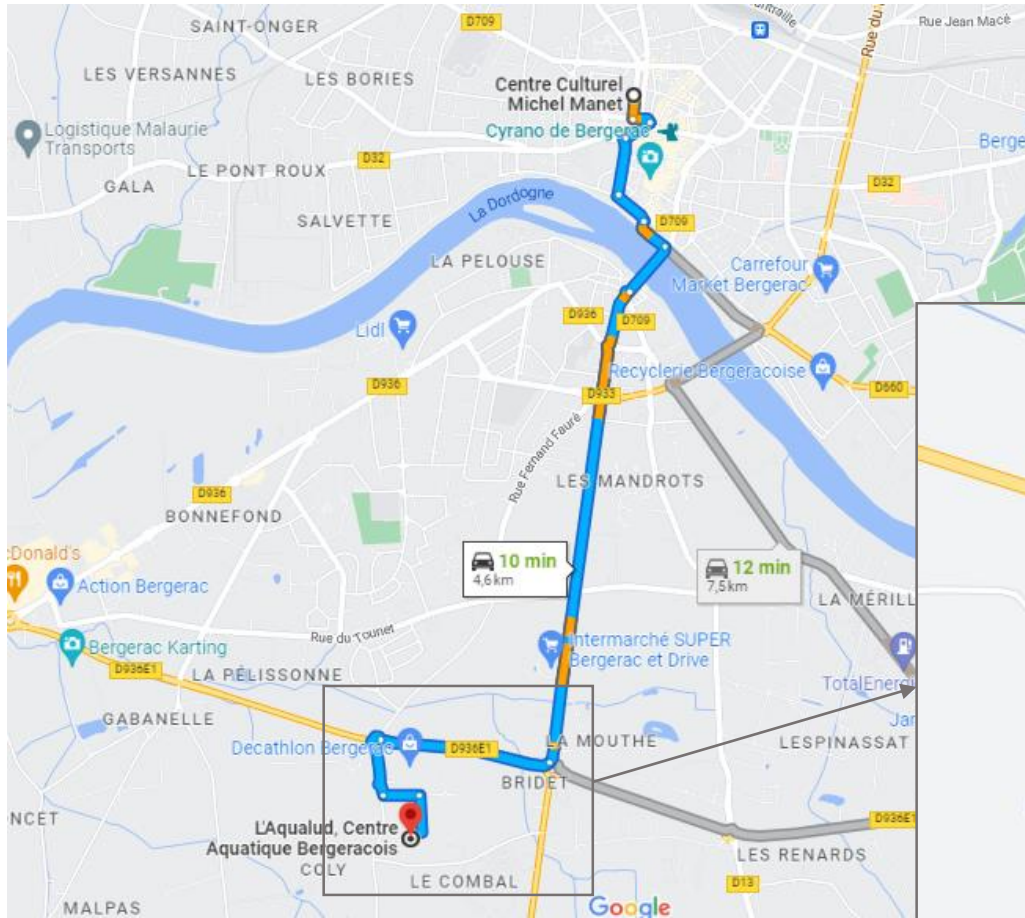 D709
SAINT-ONGER
Rue Jean Macé
LES VERSANNES
LES BORIES
Centre Culturel
Michel Manet
Logistique Malaurie
Transports
Cyrano de Bergerac
D32
LE PONT ROUX
GALA
D32
SALVETTE
La Dordogne
D709
LA PELOUSE
Carrefour
Market Bergerac
Lidl
D936
D709
Recyclerie Bergeracoise
D660
D936
D933
Rue Fernand Fauré
LES MANDROTS
D936
BONNEFOND
10 min
4,6 km
12 min
7,5 km
Action Bergerac
LA MÉRILL
Rue du Tounet
Bergerac Karting
Intermarché SUPER
Bergerac et Drive
D936E1
LA PÉLISSONNE
TotalEnergi
GABANELLE
Decathlon Bergerac
D936E1
LA MOUTHE
LESPINASSAT
BRIDET
L'Aqualud, Centre
Aquatique Bergeracois
D936E1
COLY
LE COMBAL
LES RENARDS
D13
MALPAS
Google